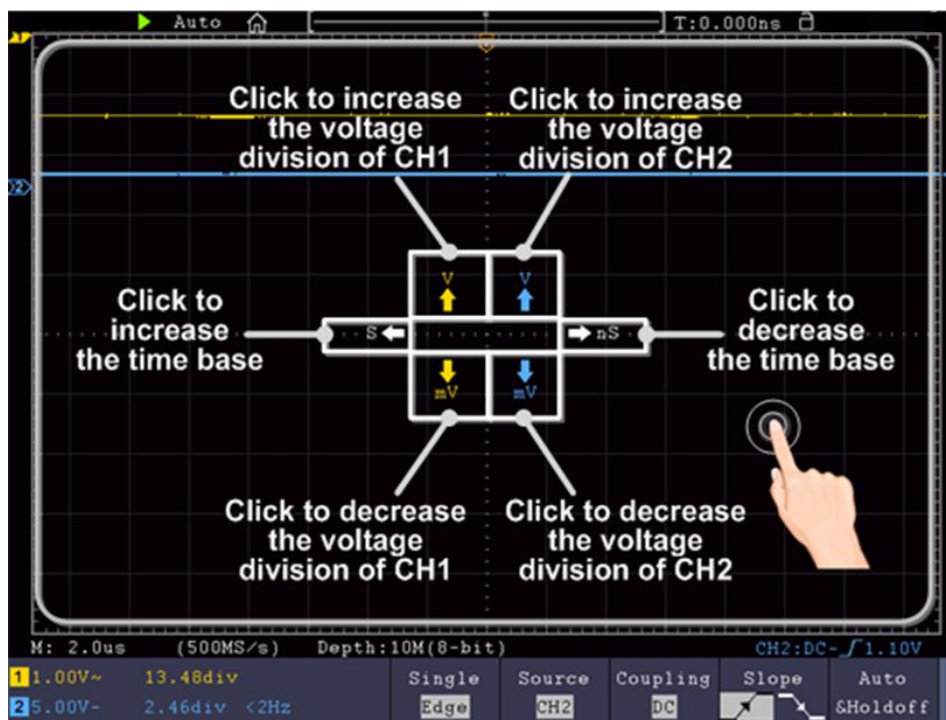 Auto T:0.000ns
1
Click to increase
the voltage
division of CH1
Click to increase
the voltage
division of CH2
2
V V
Click to
increase
the time base
S nS
Click to
decrease
the time base
mV mV
Click to decrease
the voltage
division of CH1
Click to decrease
the voltage
division of CH2
M: 2.0us (500MS/s) Depth:10M(8-bit) CH2:DC- 1.10V
1 1.00V~ 13.48div Single Source Coupling Slope Auto
2 5.00V- 2.46div <2Hz Edge CH2 DC &Holdoff